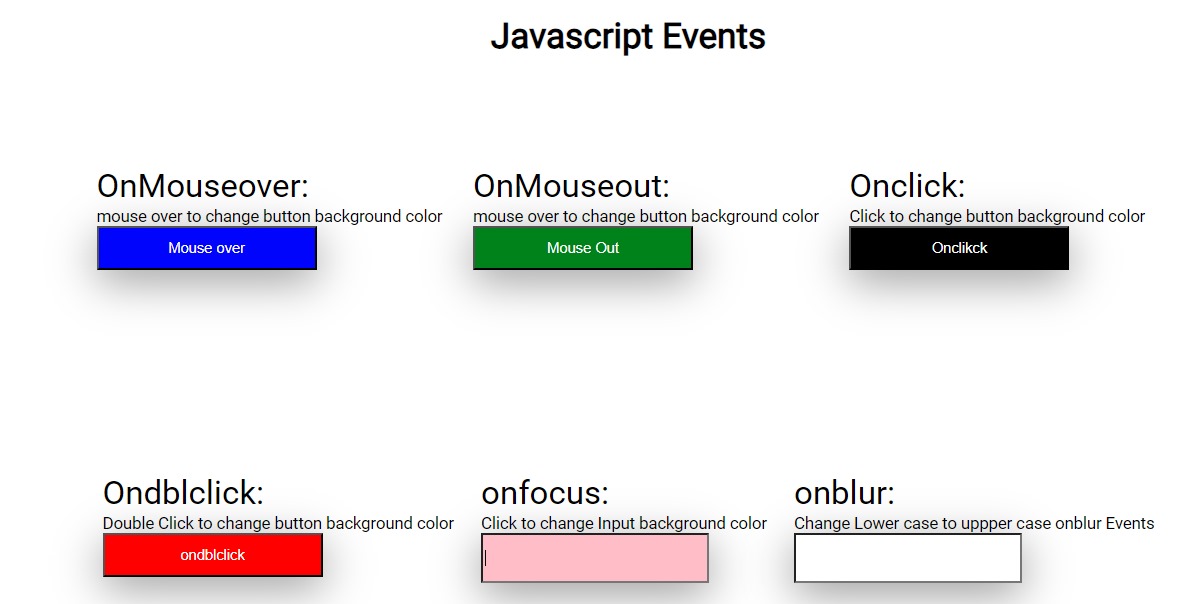 Javascript Events
OnMouseover:
mouse over to change button background color
Mouse over
OnMouseout:
mouse over to change button background color
Mouse Out
Onclick:
Click to change button background color
Onclikck
Ondblclick:
Double Click to change button background color
ondblclick
onfocus:
Click to change Input background color
onblur:
Change Lower case to uppper case onblur Events